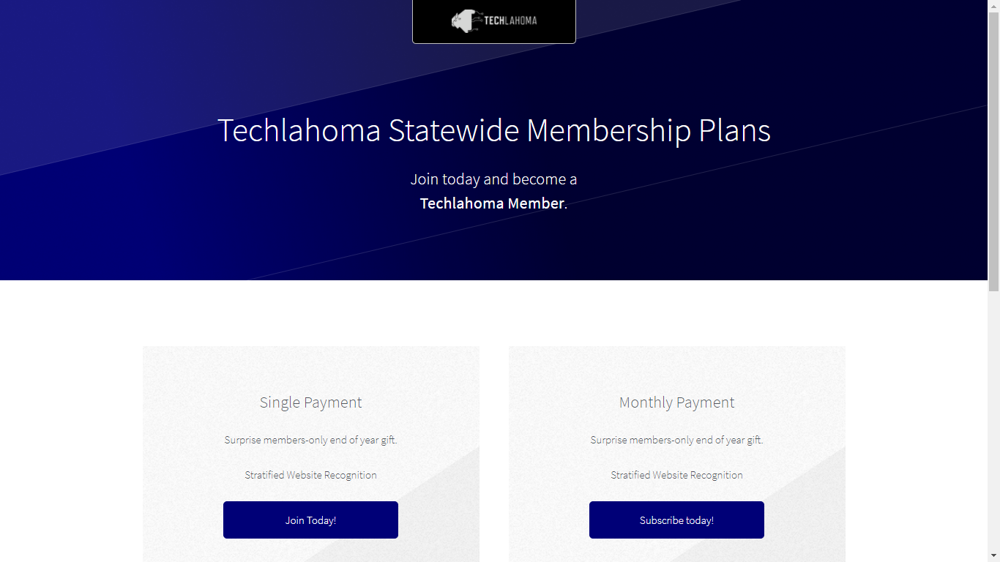 TECHLAHOMA
Techlahoma Statewide Membership Plans
Join today and become a
Techlahoma Member.
Single Payment
Surprise members-only end of year gift.
Stratified Website Recognition
Join Today!
Monthly Payment
Surprise members-only end of year gift.
Stratified Website Recognition
Subscribe today!